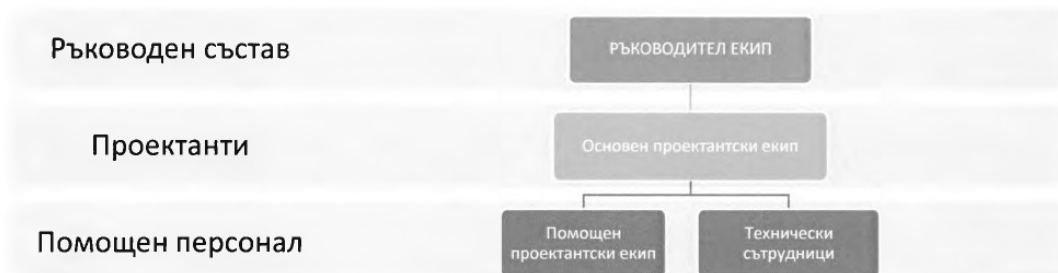 Ръководен състав
РЪКОВОДИТЕЛ ЕКИП
Проектанти
Основен проектантски екип
Помощен персонал
Помощен
проектантски екип
Технически
сътрудници